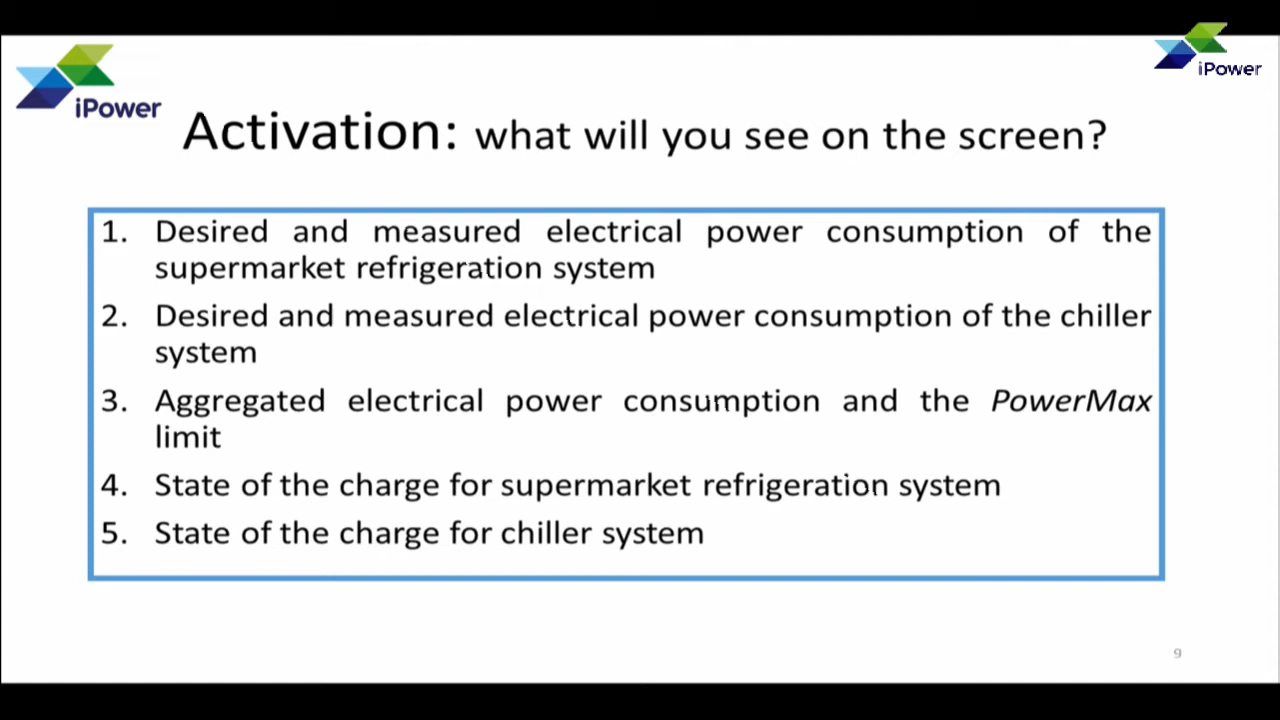 iPower
iPower
Activation: what will you see on the screen?
1. Desired and measured electrical power consumption of the
supermarket refrigeration system
2. Desired and measured electrical power consumption of the chiller
system
3. Aggregated electrical power consumption and the PowerMax
limit
4. State of the charge for supermarket refrigeration system
5. State of the charge for chiller system
9